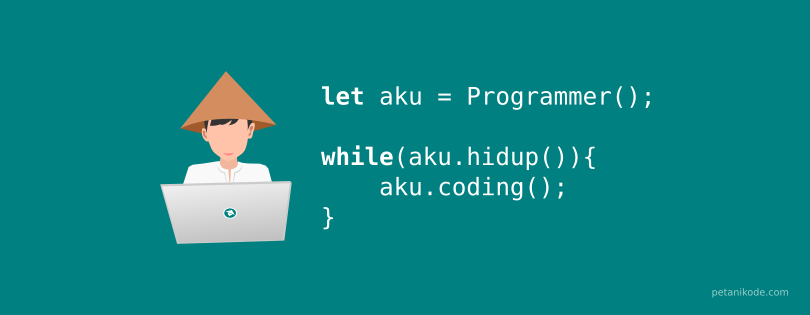 let aku = Programmer();
while(aku.hidup()){
    aku.coding();
}
petanikode.com